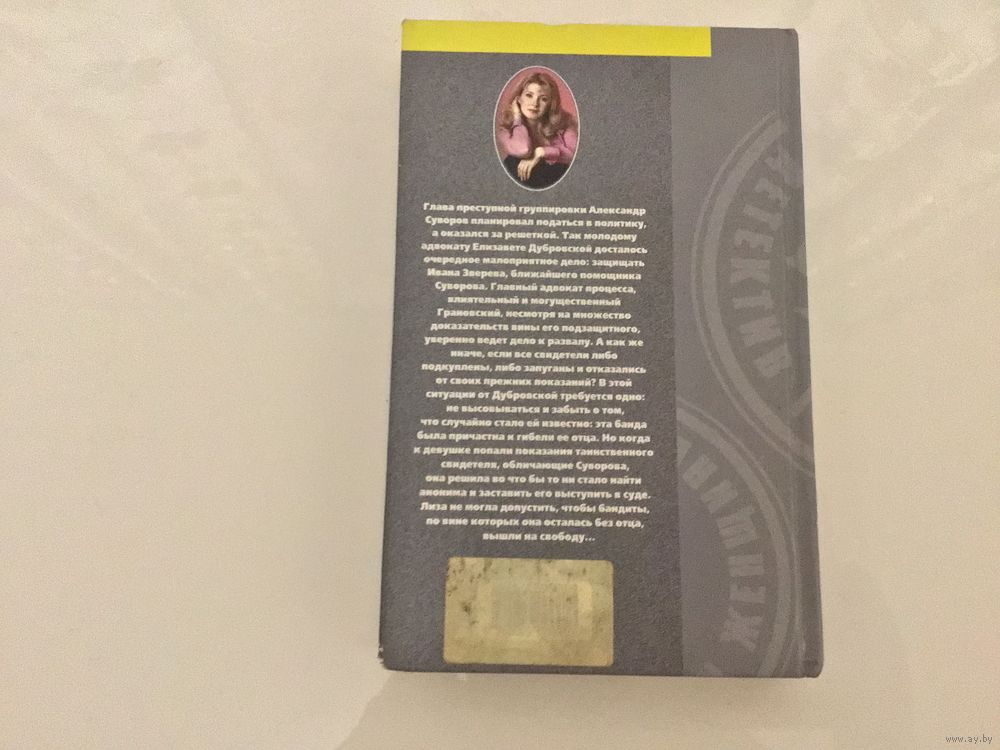 Глава преступной группировки Александр
Суворов планировал податься в политику,
а оказался за решеткой. Так молодому
адвокату Елизавете Дубровской досталось
очередное малоприятное дело: защищать
Ивана Зверева, ближайшего помощника
Суворова. Главный адвокат процесса,
влиятельный и могущественный
Грановский, несмотря на множество
доказательств вины его подзащитного,
уверенно ведет дело к развалу. А как же
иначе, если все свидетели либо
подкуплены, либо запуганы и отказались
от своих прежних показаний? В этой
ситуации от Дубровской требуется одно:
не высовываться и забыть о том,
что случайно стало ей известно: эта банда
была причастна к гибели ее отца. Но когда
к девушке попали показания таинственного
свидетеля, обличающие Суворова,
она решила во что бы то ни стало найти
анонима и заставить его выступить в суде.
Лиза не могла допустить, чтобы бандиты,
по вине которых она осталась без отца,
вышли на свободу...
www.ay.by